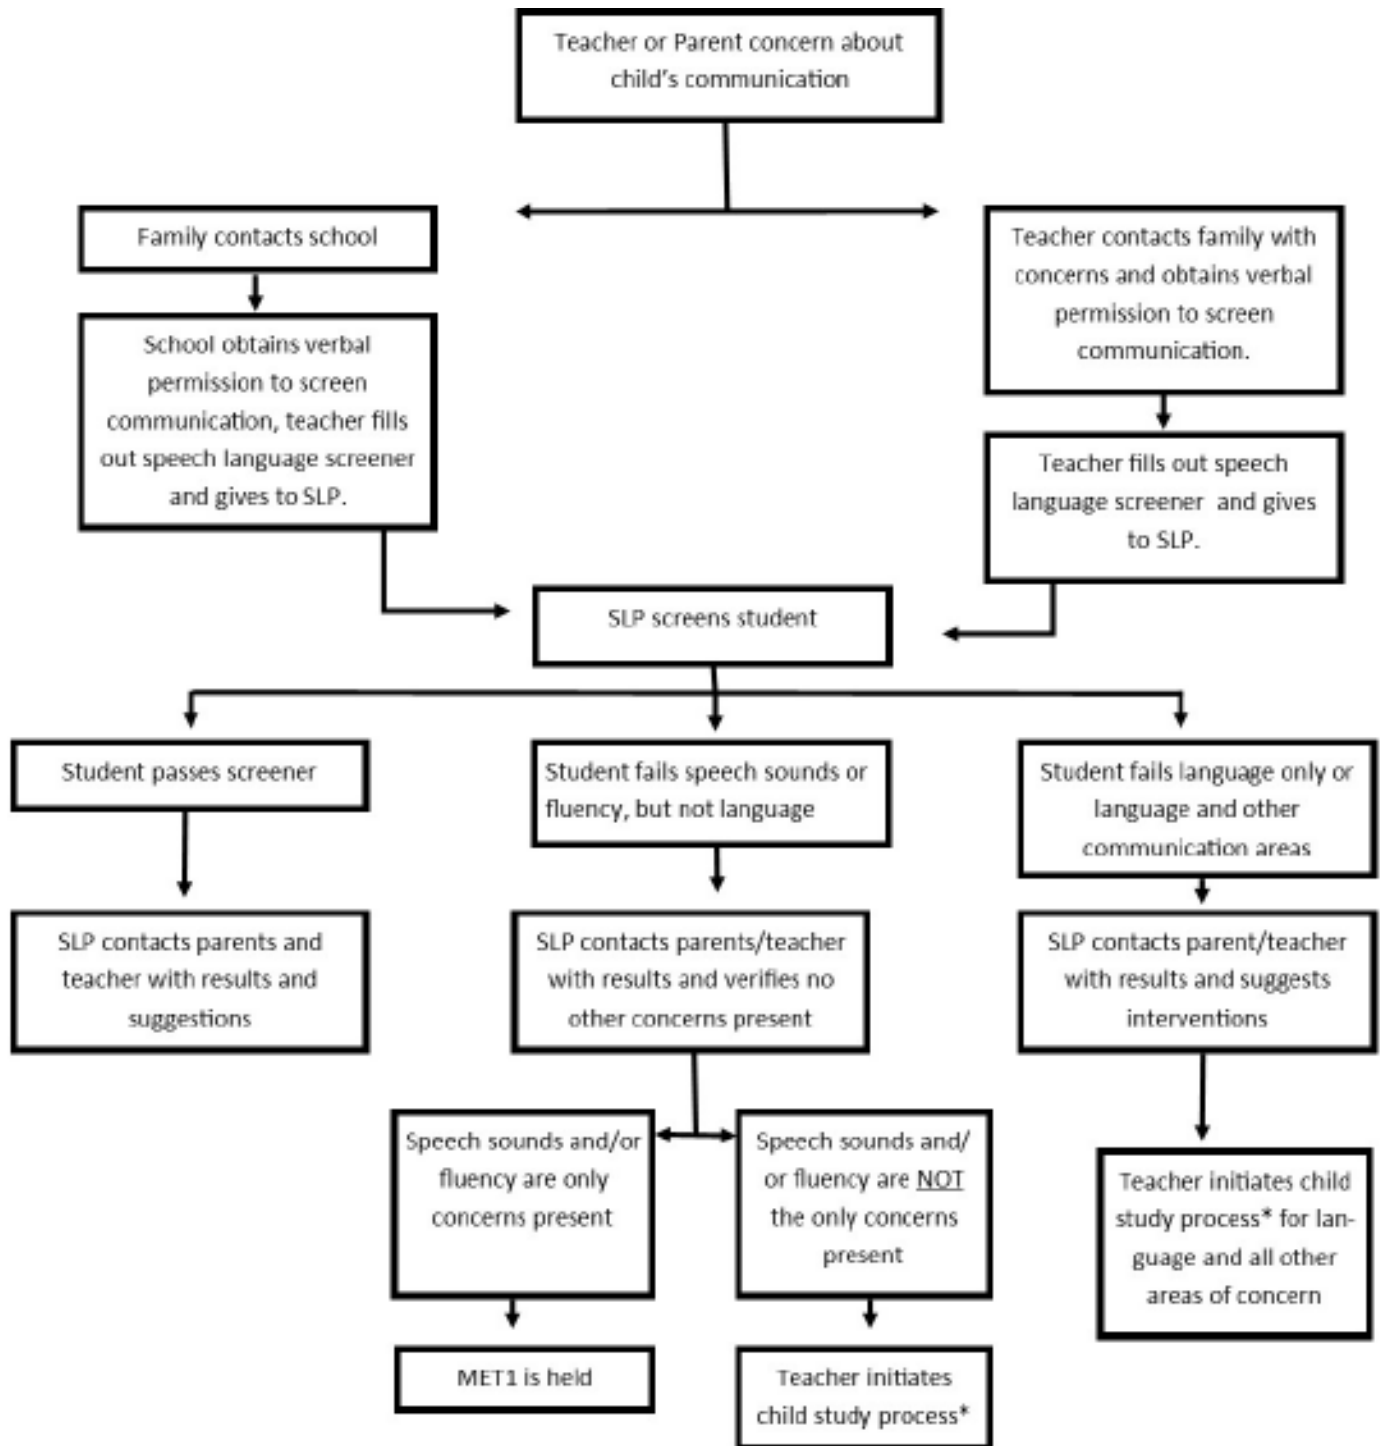 Teacher or Parent concern about
child's communication
Family contacts school
School obtains verbal
permission to screen
communication, teacher fills
out speech language screener
and gives to SLP.
Teacher contacts family with
concerns and obtains verbal
permission to screen
communication.
Teacher fills out speech
language screener and gives
to SLP.
SLP screens student
Student passes screener
SLP contacts parents and
teacher with results and
suggestions
Student fails speech sounds or
fluency, but not language
SLP contacts parents/teacher
with results and verifies no
other concerns present
Speech sounds and/or
fluency are only
concerns present
MET1 is held
Speech sounds and/
or fluency are NOT
the only concerns
present
Teacher initiates
child study process*
Student fails language only or
language and other
communication areas
SLP contacts parent/teacher
with results and suggests
interventions
Teacher initiates child
study process* for lan-
guage and all other
areas of concern